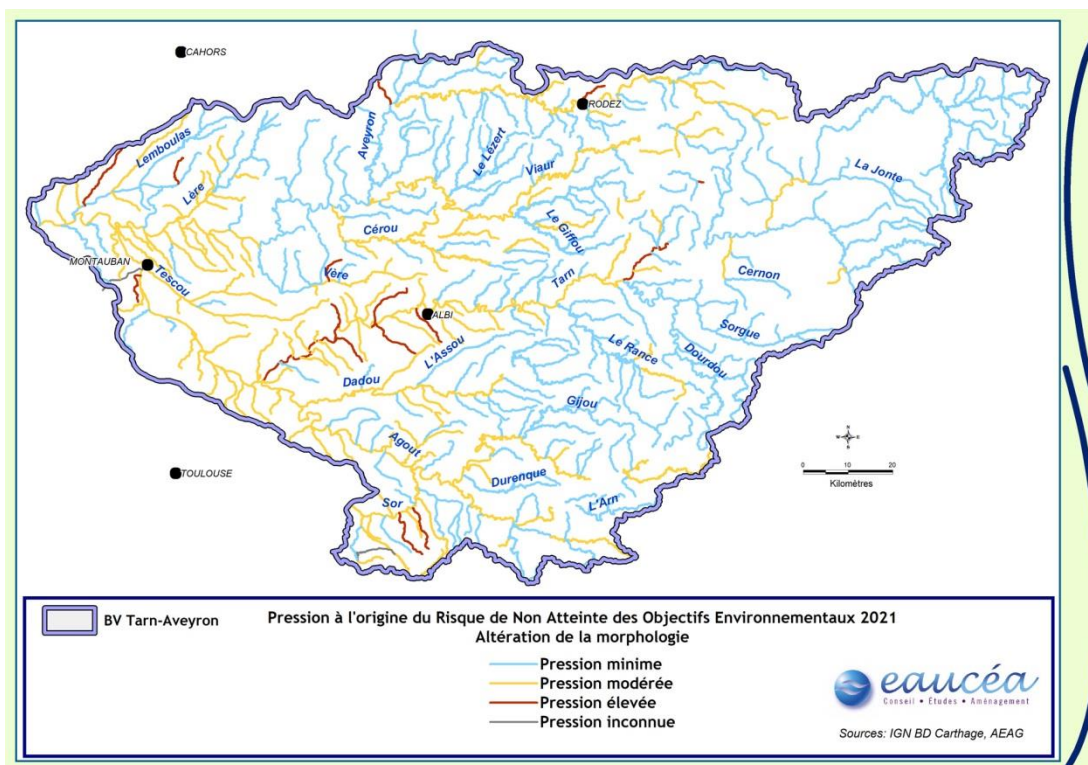 CAHORS
RODEZ
Lemboulas
Aveyron
Le Lézert
Viaur
La Jonte
Lère
Cérou
Le Giffou
MONTAUBAN
Tescou
Vère
Tarn
Cernon
ALBI
Sorgue
L'Assou
Le Rance
Dourdou
Dadou
Gijou
Agout
N
W
E
S
TOULOUSE
Durenque
0 10 20
Kilomètres
Sor
L'Arn
BV Tarn-Aveyron
Pression à l'origine du Risque de Non Atteinte des Objectifs Environnementaux 2021
Altération de la morphologie
Pression minime
Pression modérée
Pression élevée
Pression inconnue
eaucéa
Conseil • Études • Aménagement
Sources: IGN BD Carthage, AEAG